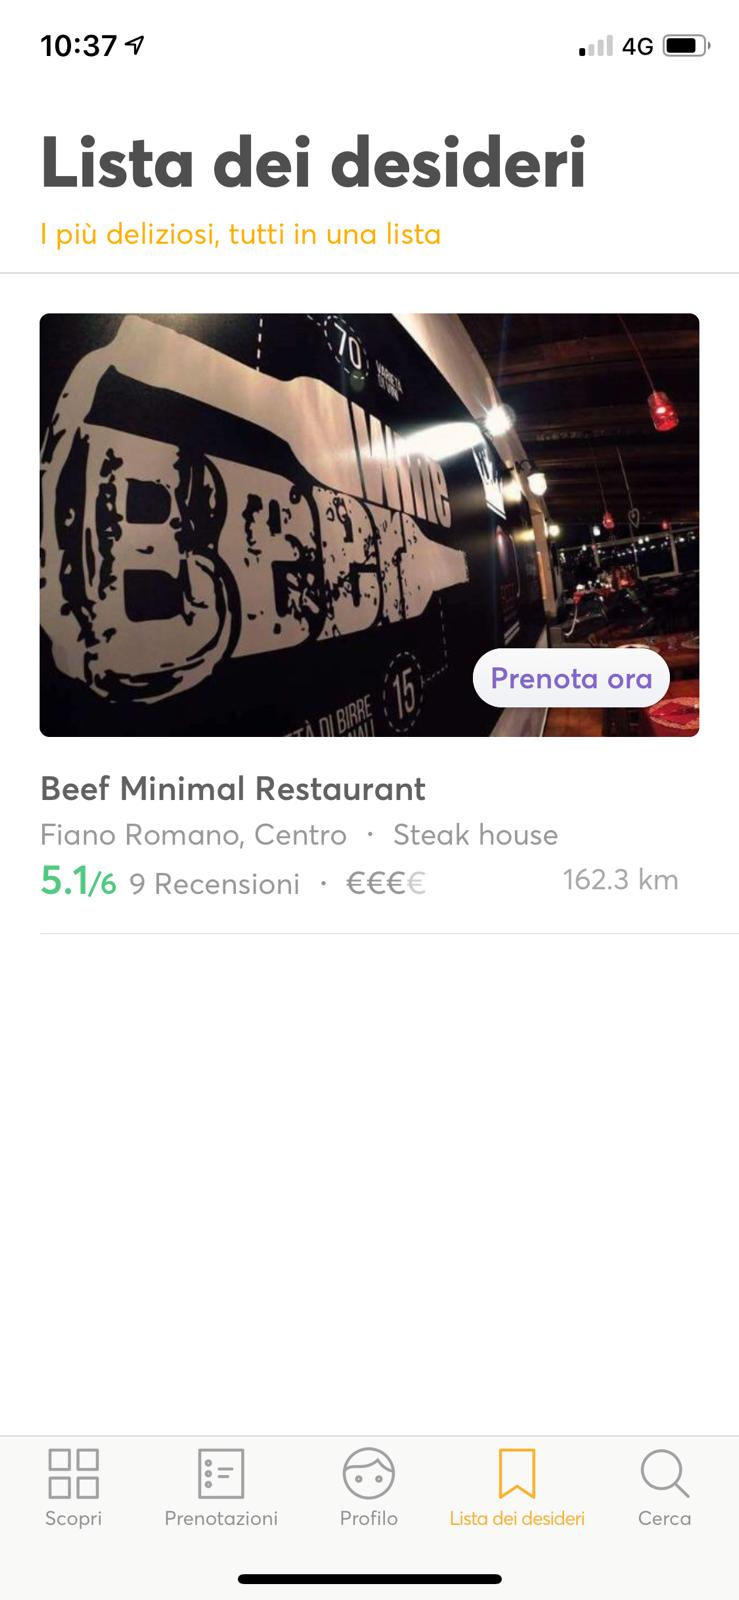 10:37
4G
Lista dei desideri
I più deliziosi, tutti in una lista
70
VARIETÀ
DI VINI
Wine
BEER
15
TÀ DI BIRRE
Prenota ora
Beef Minimal Restaurant
Fiano Romano, Centro · Steak house
5.1/6 9 Recensioni · €€€€ 162.3 km
Scopri Prenotazioni Profilo Lista dei desideri Cerca